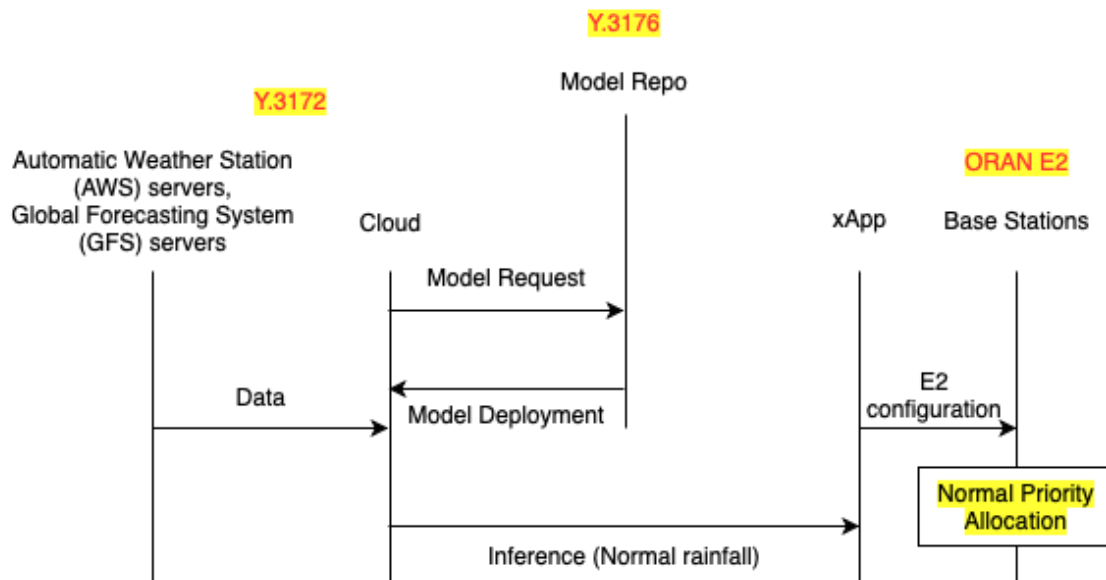 Y.3176
Model Repo
Y.3172
Automatic Weather Station
(AWS) servers,
Global Forecasting System
(GFS) servers
Cloud
ORAN E2
xApp
Base Stations
Model Request
Model Deployment
Data
E2
configuration
Normal Priority
Allocation
Inference (Normal rainfall)